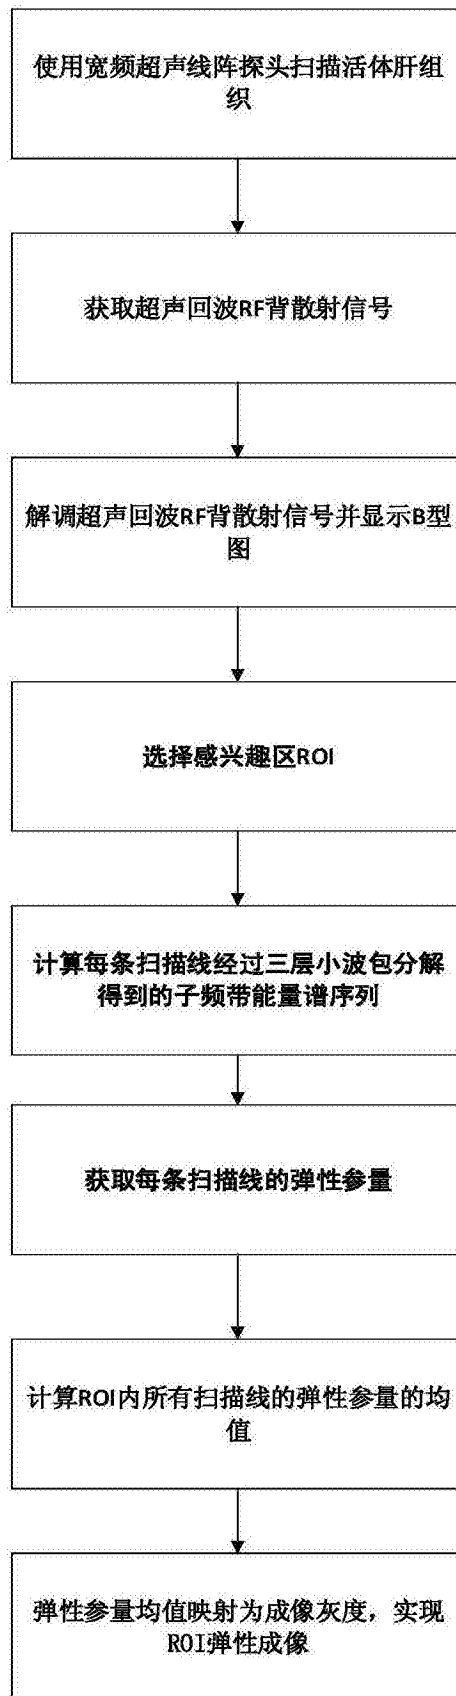 使用宽频超声线阵探头扫描活体肝组
织
获取超声回波RF背散射信号
解调超声回波RF背散射信号并显示B型
图
选择感兴趣区ROI
计算每条扫描线经过三层小波包分解
得到的子频带能量谱序列
获取每条扫描线的弹性参量
计算ROI内所有扫描线的弹性参量的均
值
弹性参量均值映射为成像灰度，实现
ROI弹性成像